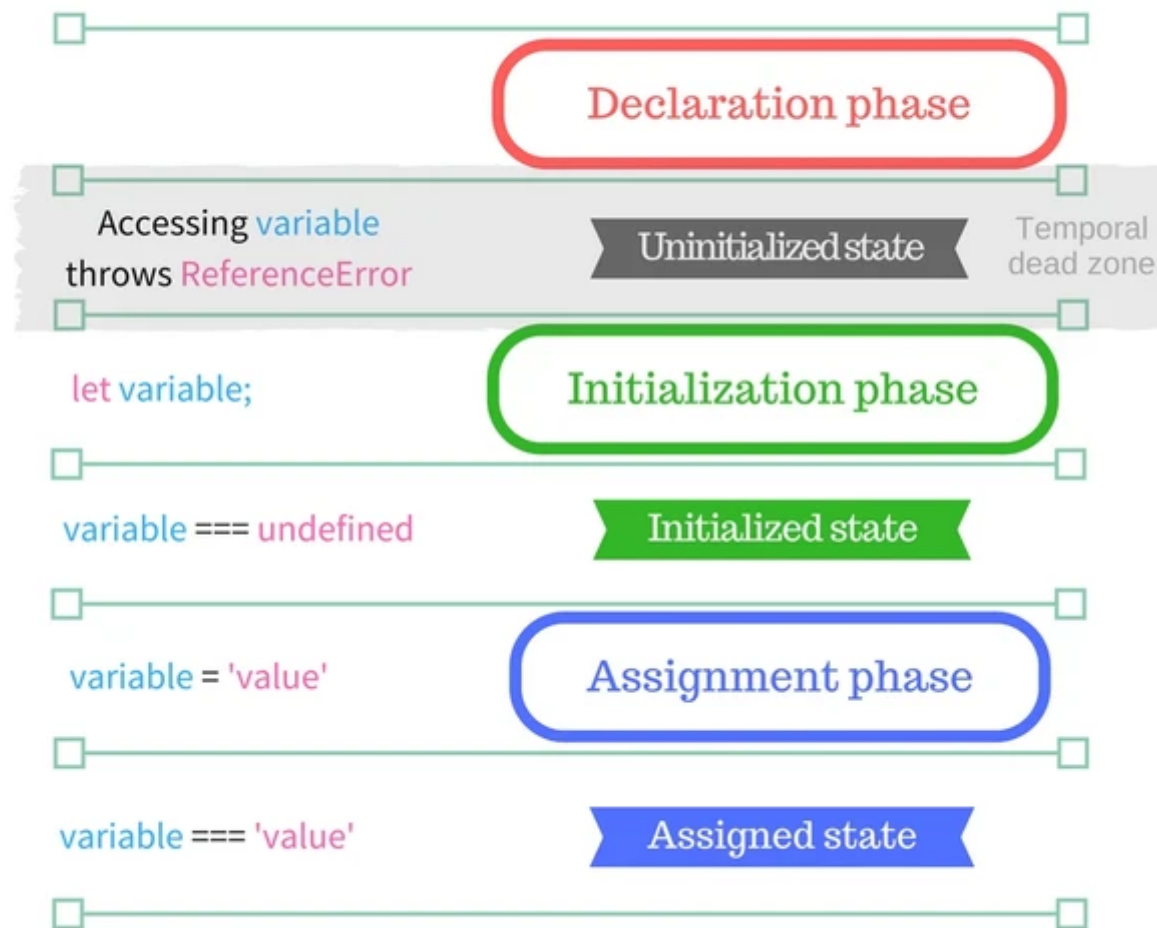 Declaration phase
Accessing variable
throws ReferenceError
Uninitialized state
Temporal
dead zone
let variable;
Initialization phase
variable === undefined
Initialized state
variable = 'value'
Assignment phase
variable === 'value'
Assigned state